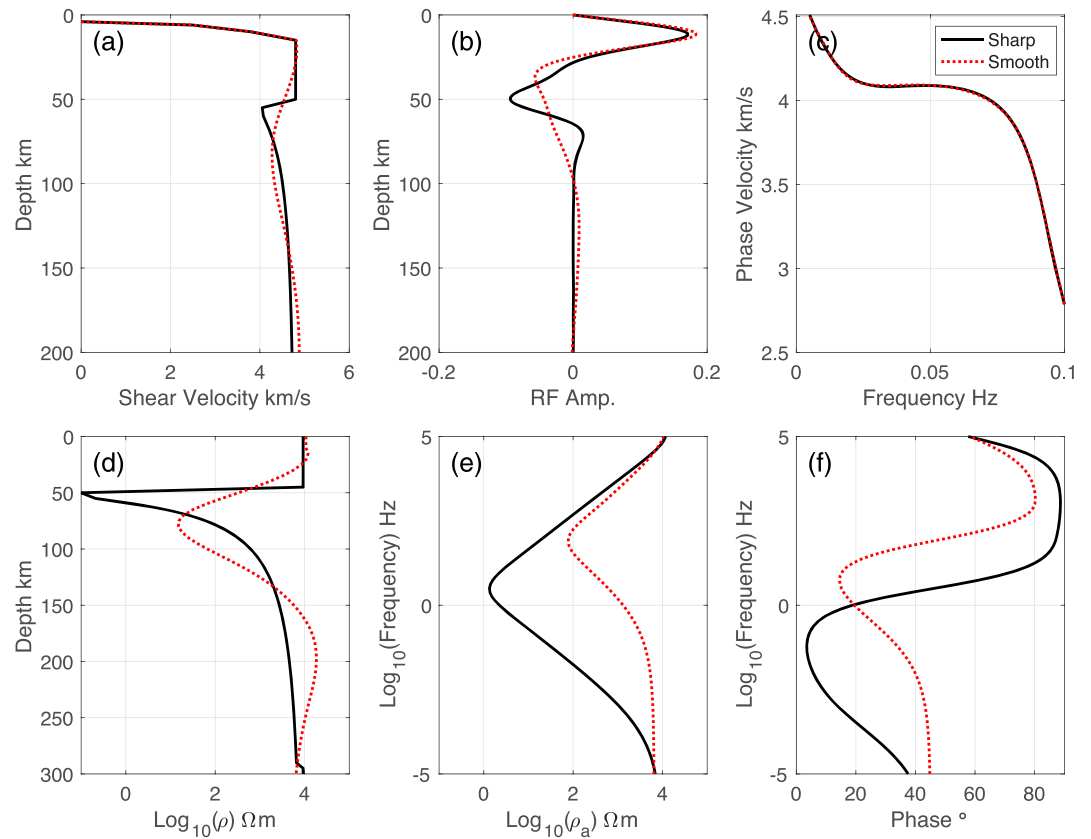 (a)
0
50
100
150
200
Depth km
0
2
4
6
Shear Velocity km/s
(b)
0
50
100
150
200
Depth km
-0.2
0
0.2
RF Amp.
(c)
4.5
4
3.5
3
2.5
Phase Velocity km/s
Sharp
Smooth
0
0.05
0.1
Frequency Hz
(d)
0
50
100
150
200
250
300
Depth km
0
2
4
Log10(ρ) Ωm
(e)
5
0
-5
Log10(Frequency) Hz
0
2
4
Log10(ρa) Ωm
(f)
5
0
-5
Log10(Frequency) Hz
0
20
40
60
80
Phase °